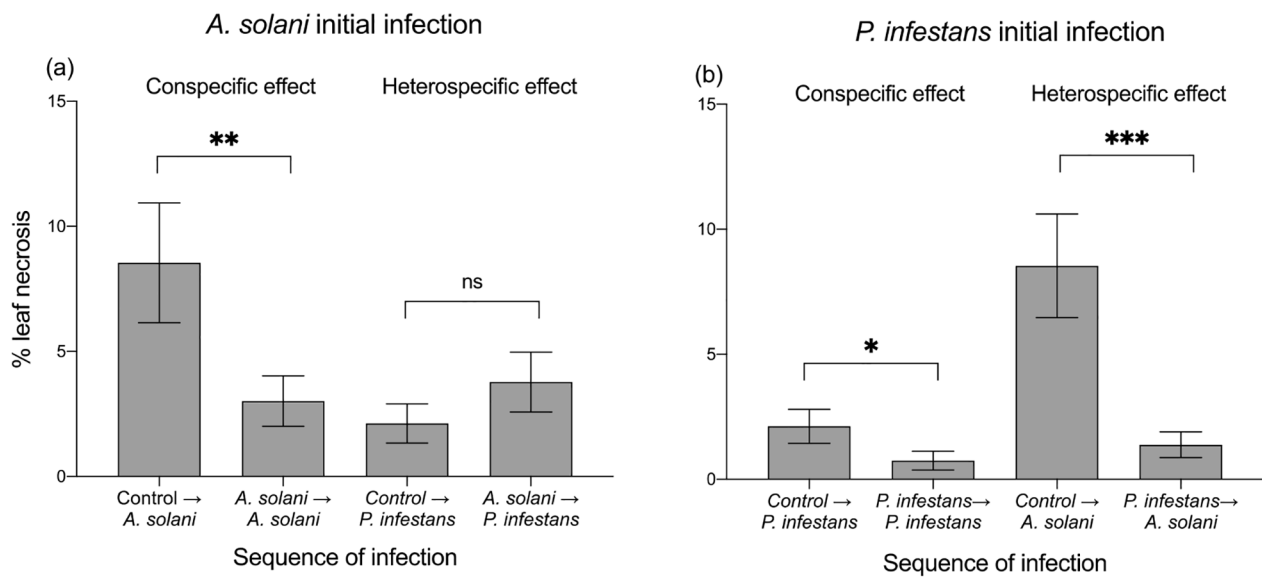 A. solani initial infection
(a)
Conspecific effect
Heterospecific effect
15
10
5
0
% leaf necrosis
**
ns
Control →
A. solani
A. solani →
A. solani
Control →
P. infestans
A. solani →
P. infestans
Sequence of infection
P. infestans initial infection
(b)
Conspecific effect
Heterospecific effect
15
10
5
0
*
***
Control →
P. infestans
P. infestans→
P. infestans
Control →
A. solani
P. infestans→
A. solani
Sequence of infection